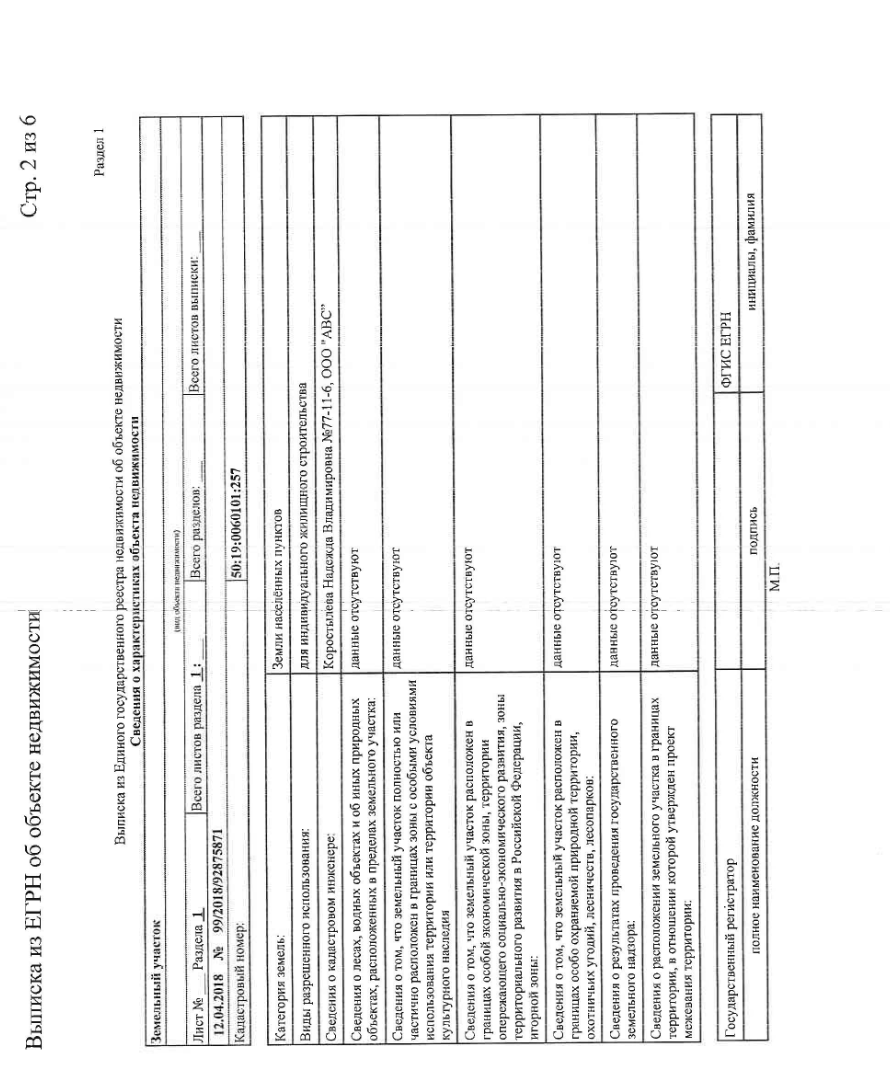 Выписка из ЕГРН об объекте недвижимости
Стр. 2 из 6
Раздел 1
Выписка из Единого государственного реестра недвижимости об объекте недвижимости
Сведения о характеристиках объекта недвижимости
Земельный участок
(вид объекта недвижимости)
Лист № ___ Раздела 1
Всего листов раздела 1 : ___
Всего разделов: ___
Всего листов выписки: ___
12.04.2018 № 99/2018/92875871
Кадастровый номер:
50:19:0060101:257
Категория земель:
Земли населённых пунктов
Виды разрешенного использования:
для индивидуального жилищного строительства
Сведения о кадастровом инженере:
Коростылева Надежда Владимировна №77-11-6, ООО "АВС"
Сведения о лесах, водных объектах и об иных природных
объектах, расположенных в пределах земельного участка:
данные отсутствуют
Сведения о том, что земельный участок полностью или
частично расположен в границах зоны с особыми условиями
использования территории или территории объекта
культурного наследия
данные отсутствуют
Сведения о том, что земельный участок расположен в
границах особой экономической зоны, территории
опережающего социально-экономического развития, зоны
территориального развития в Российской Федерации,
игорной зоны:
данные отсутствуют
Сведения о том, что земельный участок расположен в
границах особо охраняемой природной территории,
охотничьих угодий, лесничеств, лесопарков:
данные отсутствуют
Сведения о результатах проведения государственного
земельного надзора:
данные отсутствуют
Сведения о расположении земельного участка в границах
территории, в отношении которой утвержден проект
межевания территории:
данные отсутствуют
Государственный регистратор
ФГИС ЕГРН
полное наименование должности
подпись
инициалы, фамилия
М.П.